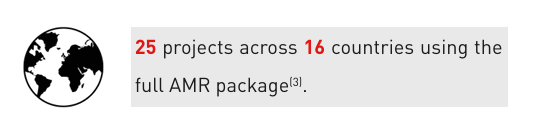 25 projects across 16 countries using the
full AMR package(3).